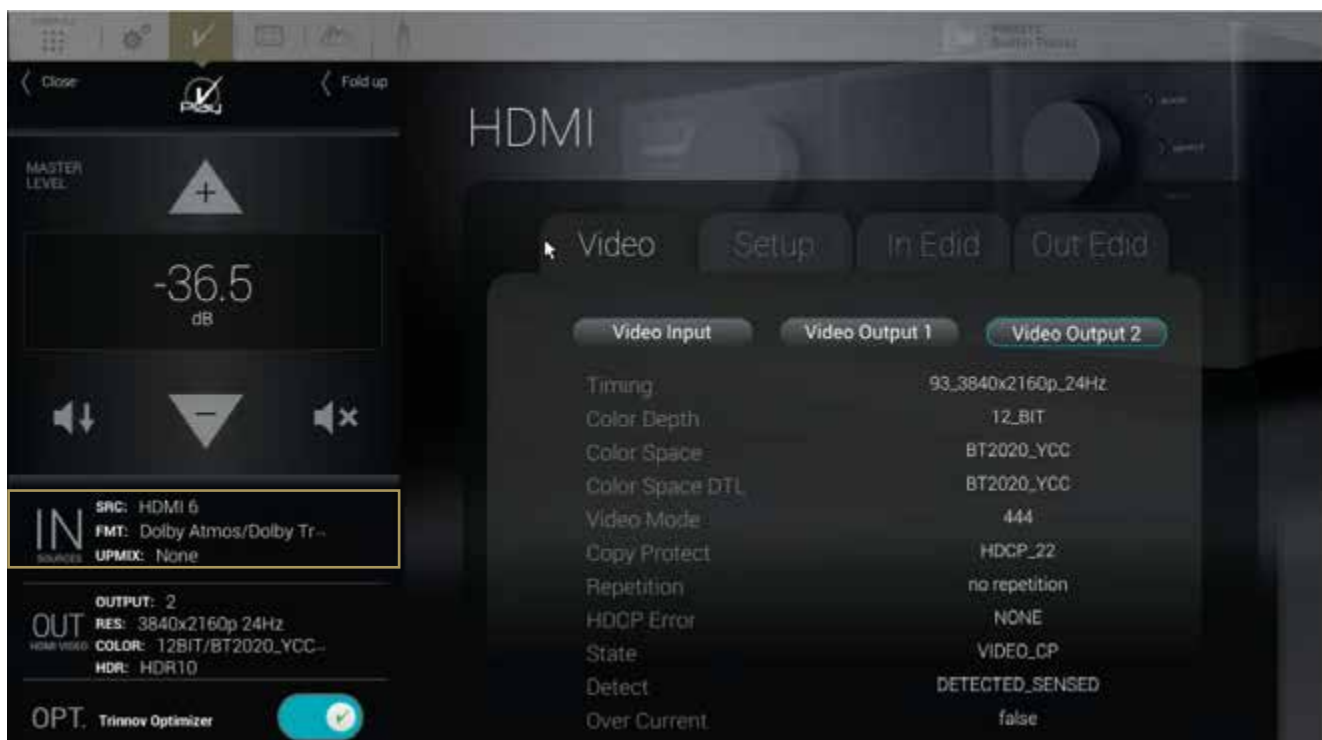 Close
Play
Fold up
MASTER
LEVEL
+
-36.5
dB
−
IN
SOURCES
SRC: HDMI 6
FMT: Dolby Atmos/Dolby Tr--
UPMIX: None
OUT
HDMI VIDEO
OUTPUT: 2
RES: 3840x2160p 24Hz
COLOR: 12BIT/BT2020_YCC--
HDR: HDR10
OPT. Trinnov Optimizer
HDMI
Video Setup In Edid Out Edid
Video Input Video Output 1 Video Output 2
Timing 93_3840x2160p_24Hz
Color Depth 12_BIT
Color Space BT2020_YCC
Color Space DTL BT2020_YCC
Video Mode 444
Copy Protect HDCP_22
Repetition no repetition
HDCP Error NONE
State VIDEO_CP
Detect DETECTED_SENSED
Over Current false